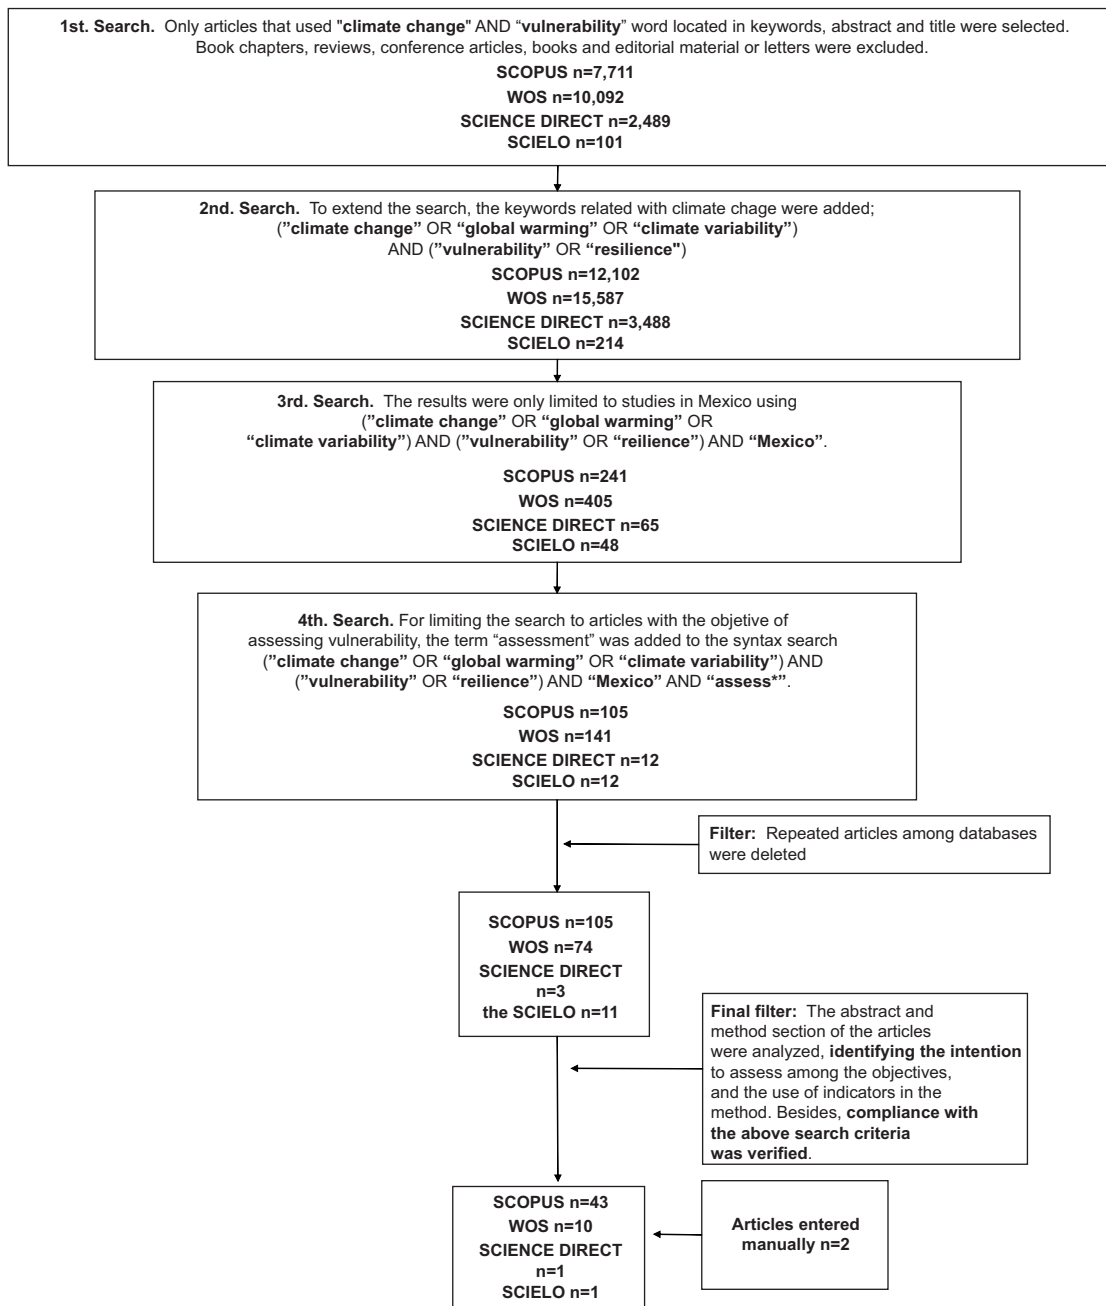 1st. Search. Only articles that used "climate change" AND “vulnerability” word located in keywords, abstract and title were selected.
Book chapters, reviews, conference articles, books and editorial material or letters were excluded.
SCOPUS n=7,711
WOS n=10,092
SCIENCE DIRECT n=2,489
SCIELO n=101
2nd. Search. To extend the search, the keywords related with climate chage were added;
(”climate change” OR “global warming” OR “climate variability”)
AND (”vulnerability” OR “resilience")
SCOPUS n=12,102
WOS n=15,587
SCIENCE DIRECT n=3,488
SCIELO n=214
3rd. Search. The results were only limited to studies in Mexico using
(”climate change” OR “global warming” OR
“climate variability”) AND (”vulnerability” OR “reilience”) AND “Mexico”.
SCOPUS n=241
WOS n=405
SCIENCE DIRECT n=65
SCIELO n=48
4th. Search. For limiting the search to articles with the objetive of
assessing vulnerability, the term “assessment” was added to the syntax search
(”climate change” OR “global warming” OR “climate variability”) AND
(”vulnerability” OR “reilience”) AND “Mexico” AND “assess*”.
SCOPUS n=105
WOS n=141
SCIENCE DIRECT n=12
SCIELO n=12
Filter: Repeated articles among databases
were deleted
SCOPUS n=105
WOS n=74
SCIENCE DIRECT
n=3
the SCIELO n=11
Final filter: The abstract and
method section of the articles
were analyzed, identifying the intention
to assess among the objectives,
and the use of indicators in the
method. Besides, compliance with
the above search criteria
was verified.
SCOPUS n=43
WOS n=10
SCIENCE DIRECT
n=1
SCIELO n=1
Articles entered
manually n=2